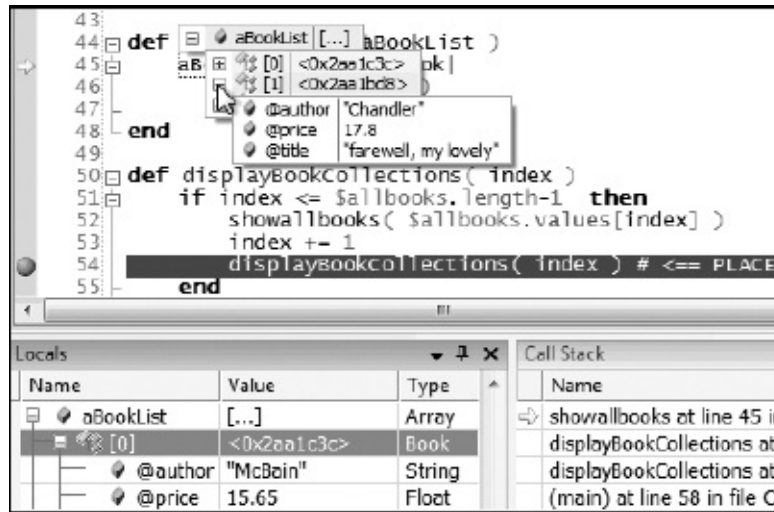 43
44 def aBookList [...] aBookList )
45 aB [0] <0x2aa1c3c> ok|
46 [1] <0x2aa1bd8> )
47 @author "Chandler"
48 end @price 17.8
49 @title "farewell, my lovely"
50 def displayBookCollections( index )
51 if index <= $allbooks.length-1 then
52 showallbooks( $allbooks.values[index] )
53 index += 1
54 displayBookCollections( index ) # <== PLACE
55 end
Locals
Name Value Type
aBookList [...] Array
[0] <0x2aa1c3c> Book
@author "McBain" String
@price 15.65 Float
Call Stack
Name
showallbooks at line 45 i
displayBookCollections at
displayBookCollections at
(main) at line 58 in file C